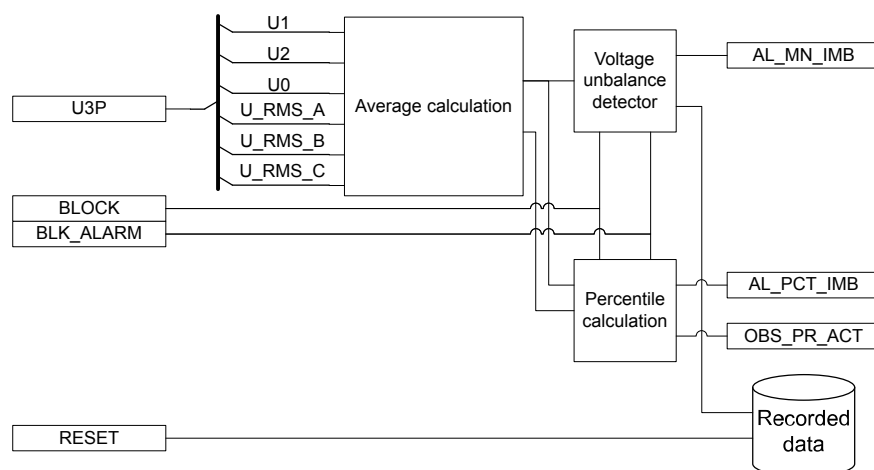 U1
U2
U0
U_RMS_A
U_RMS_B
U_RMS_C
U3P
BLOCK
BLK_ALARM
RESET
Average calculation
Voltage
unbalance
detector
Percentile
calculation
AL_MN_IMB
AL_PCT_IMB
OBS_PR_ACT
Recorded
data